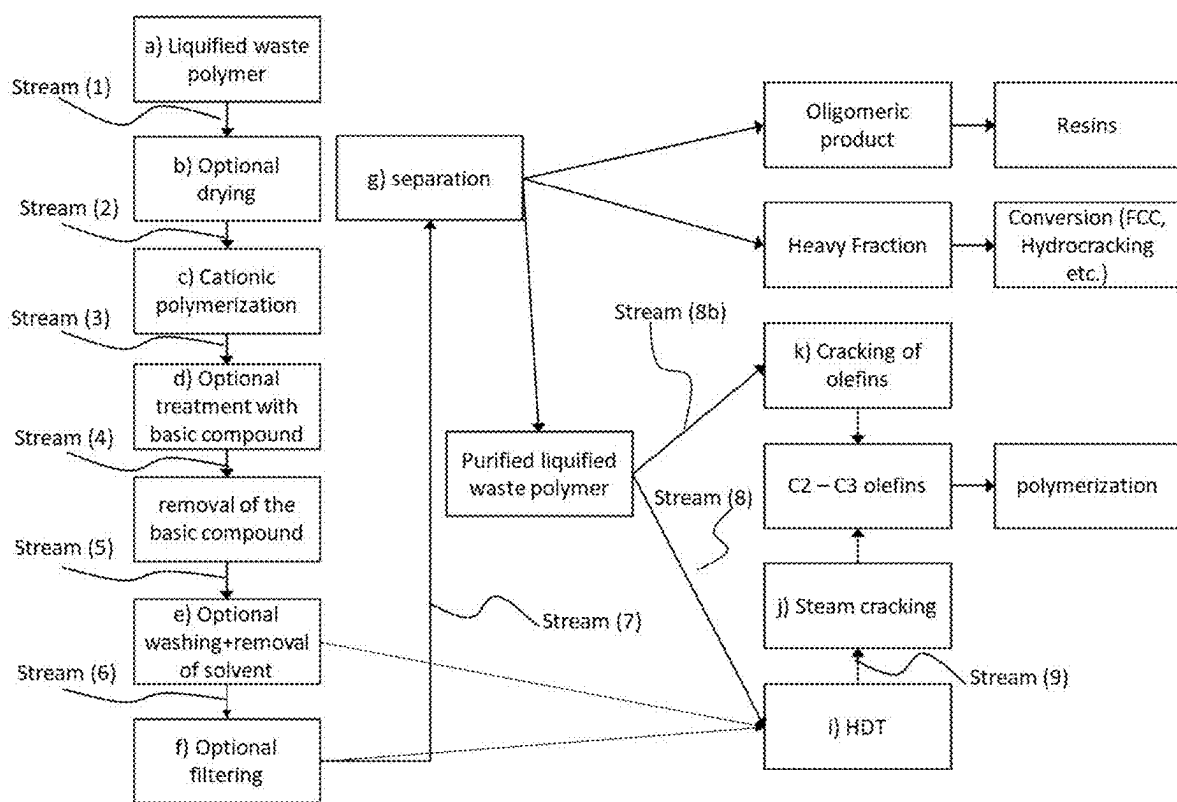 a) Liquified waste
polymer
Stream (1)
b) Optional
drying
Stream (2)
c) Cationic
polymerization
Stream (3)
d) Optional
treatment with
basic compound
Stream (4)
removal of the
basic compound
Stream (5)
e) Optional
washing+removal
of solvent
Stream (6)
f) Optional
filtering
g) separation
Stream (7)
Purified liquified
waste polymer
Oligomeric
product
Resins
Heavy Fraction
Conversion (FCC,
Hydrocracking
etc.)
Stream (8b)
k) Cracking of
olefins
Stream (8)
C2 – C3 olefins
polymerization
j) Steam cracking
Stream (9)
i) HDT